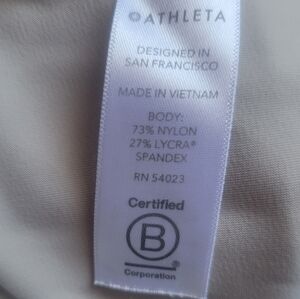 ATHLETA
DESIGNED IN
SAN FRANCISCO
MADE IN VIETNAM
BODY:
73% NYLON
27% LYCRA®
SPANDEX
RN 54023
Certified
B
Corporation